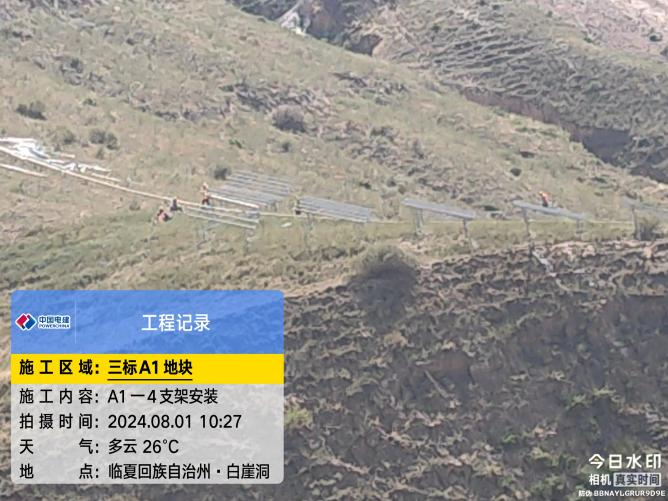 中国电建
POWERCHINA
工程记录
施工区域：三标A1地块
施工内容：A1一4支架安装
拍摄时间：2024.08.01 10:27
天气：多云 26℃
地点：临夏回族自治州·白崖洞
今日水印
相机 真实时间
防伪 BBNAYLGRUR9D9E